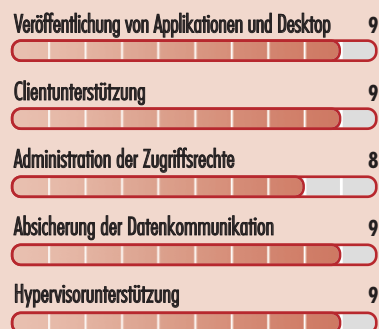 Veröffentlichung von Applikationen und Desktop 9
Clientunterstützung 9
Administration der Zugriffsrechte 8
Absicherung der Datenkommunikation 9
Hypervisorunterstützung 9